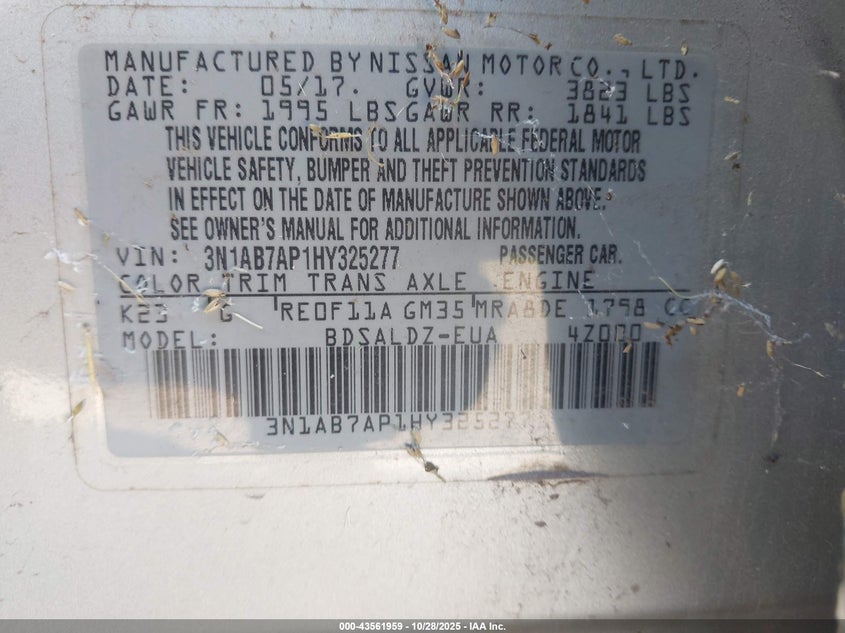 MANUFACTURED BY NISSAN MOTOR CO., LTD.
DATE: 05/17. GVWR: 3823 LBS
GAWR FR: 1995 LBS GAWR RR: 1841 LBS
THIS VEHICLE CONFORMS TO ALL APPLICABLE FEDERAL MOTOR
VEHICLE SAFETY, BUMPER AND THEFT PREVENTION STANDARDS
IN EFFECT ON THE DATE OF MANUFACTURE SHOWN ABOVE.
SEE OWNER'S MANUAL FOR ADDITIONAL INFORMATION.
VIN: 3N1AB7AP1HY325277 PASSENGER CAR.
COLOR TRIM TRANS AXLE ENGINE
K23 G RE0F11A GM35 MRA8DE 1798 CC
MODEL: BDSALDZ-EUA 4Z000
3N1AB7AP1HY325277
000-43561959 | 10/28/2025 - IAA Inc.